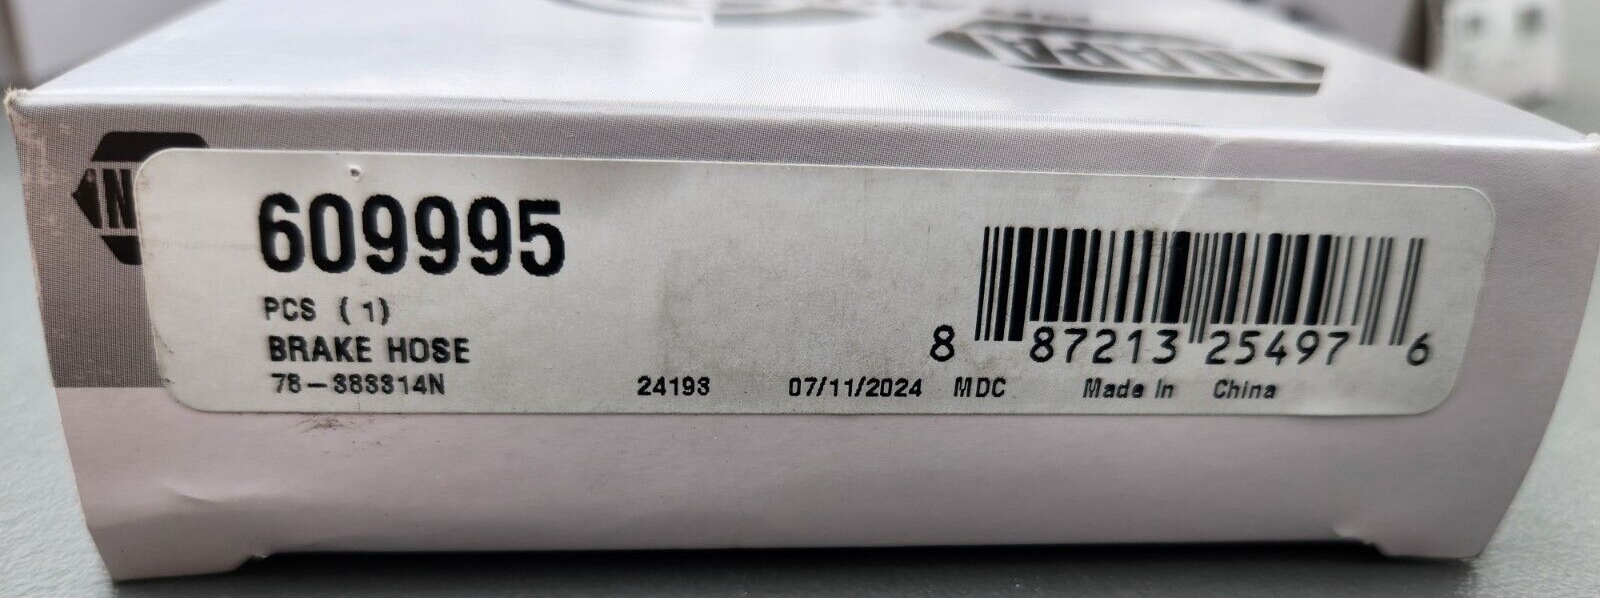 NAPA
609995
PCS (1)
BRAKE HOSE
78-383314N 24193 07/11/2024 MDC Made In China
8 87213 25497 6